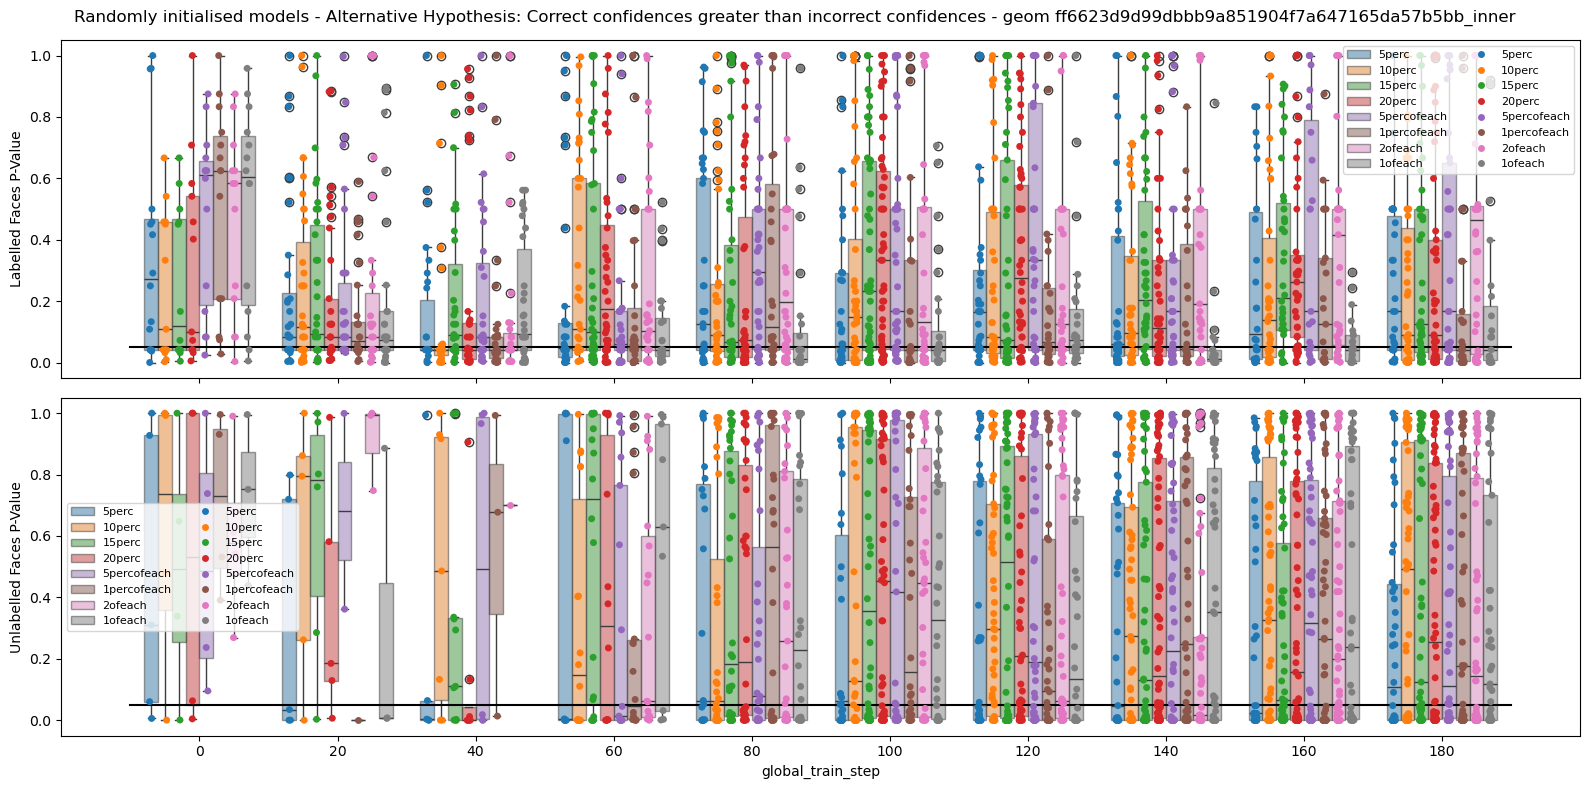 Randomly initialised models - Alternative Hypothesis: Correct confidences greater than incorrect confidences - geom ff6623d9d99dbbb9a851904f7a647165da57b5bb_inner
Labelled Faces P-Value
1.0
0.8
0.6
0.4
0.2
0.0
5perc 5perc
10perc 10perc
15perc 15perc
20perc 20perc
5percofeach 5percofeach
1percofeach 1percofeach
2ofeach 2ofeach
1ofeach 1ofeach
Unlabelled Faces P-Value
1.0
0.8
0.6
0.4
0.2
0.0
5perc 5perc
10perc 10perc
15perc 15perc
20perc 20perc
5percofeach 5percofeach
1percofeach 1percofeach
2ofeach 2ofeach
1ofeach 1ofeach
0 20 40 60 80 100 120 140 160 180
global_train_step